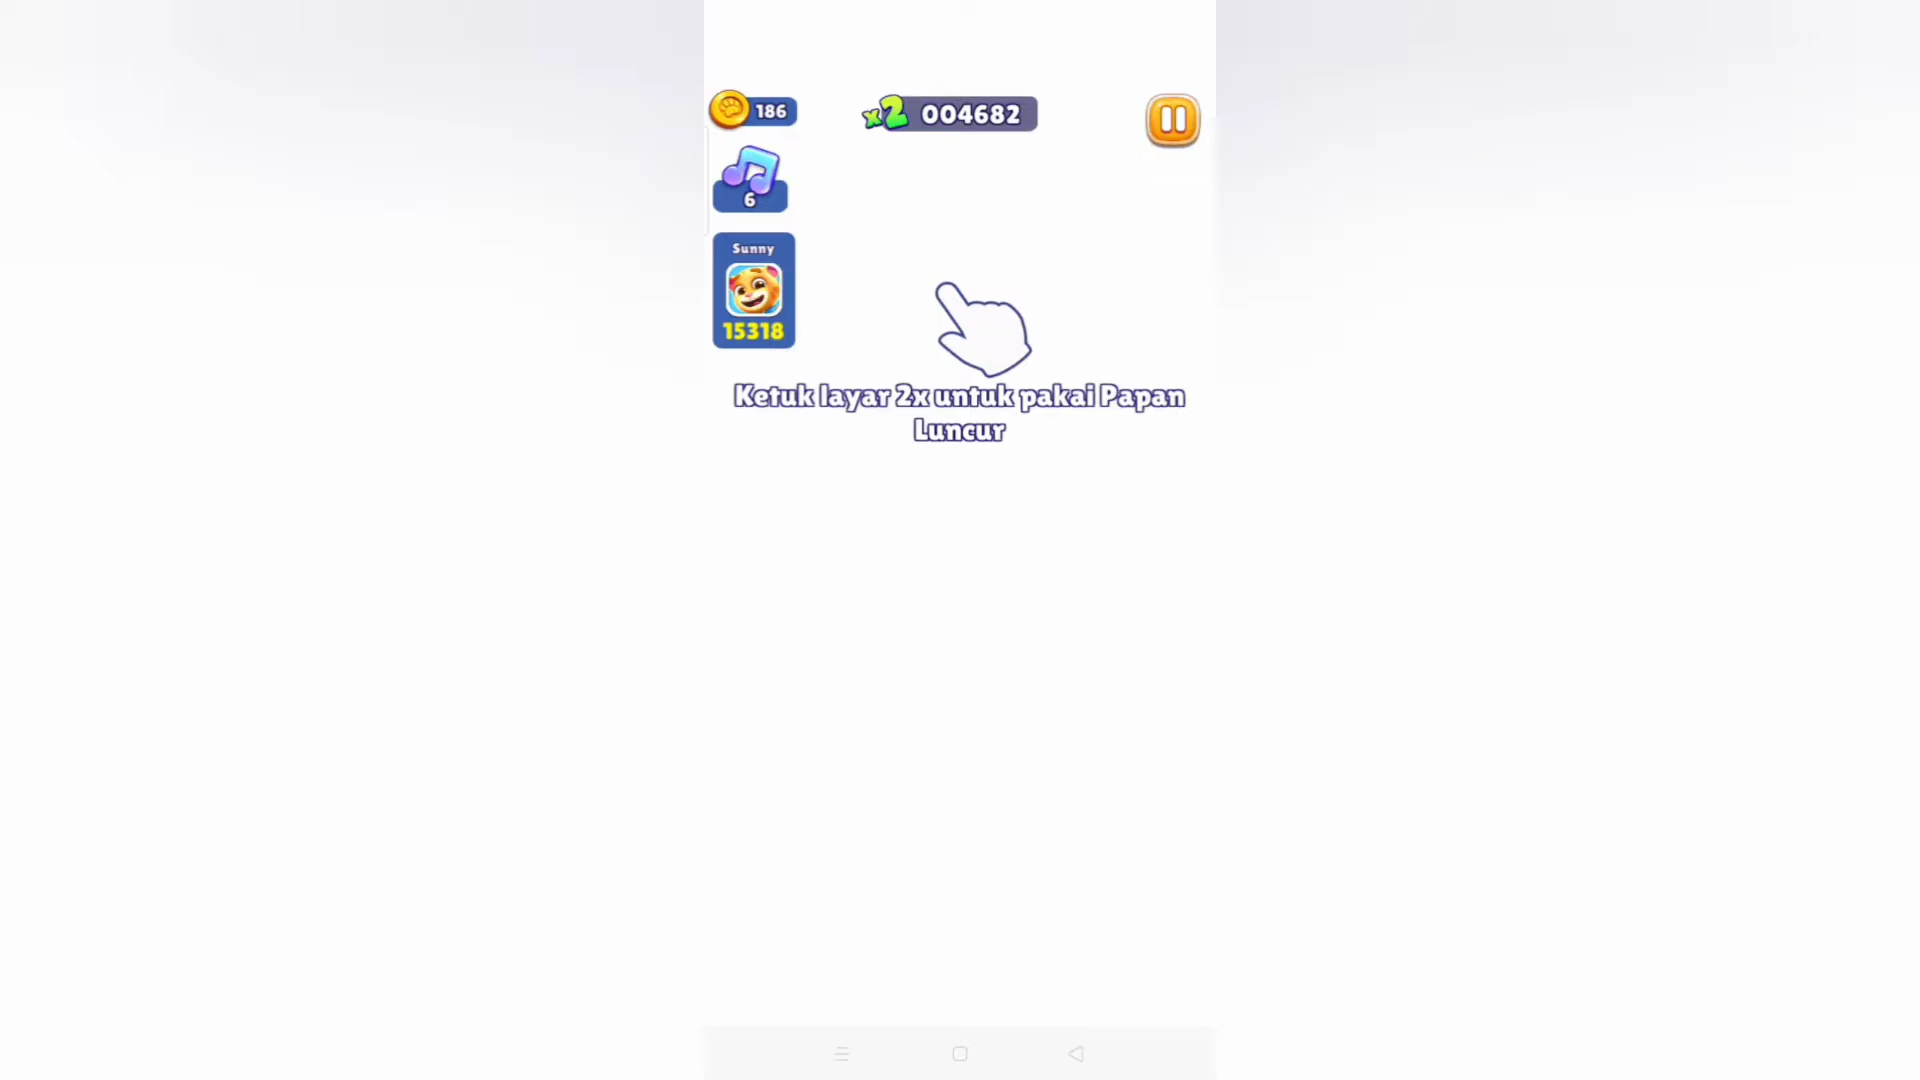 186
x2 004682
6
Sunny
15318
Ketuk layar 2x untuk pakai Papan
Luncur